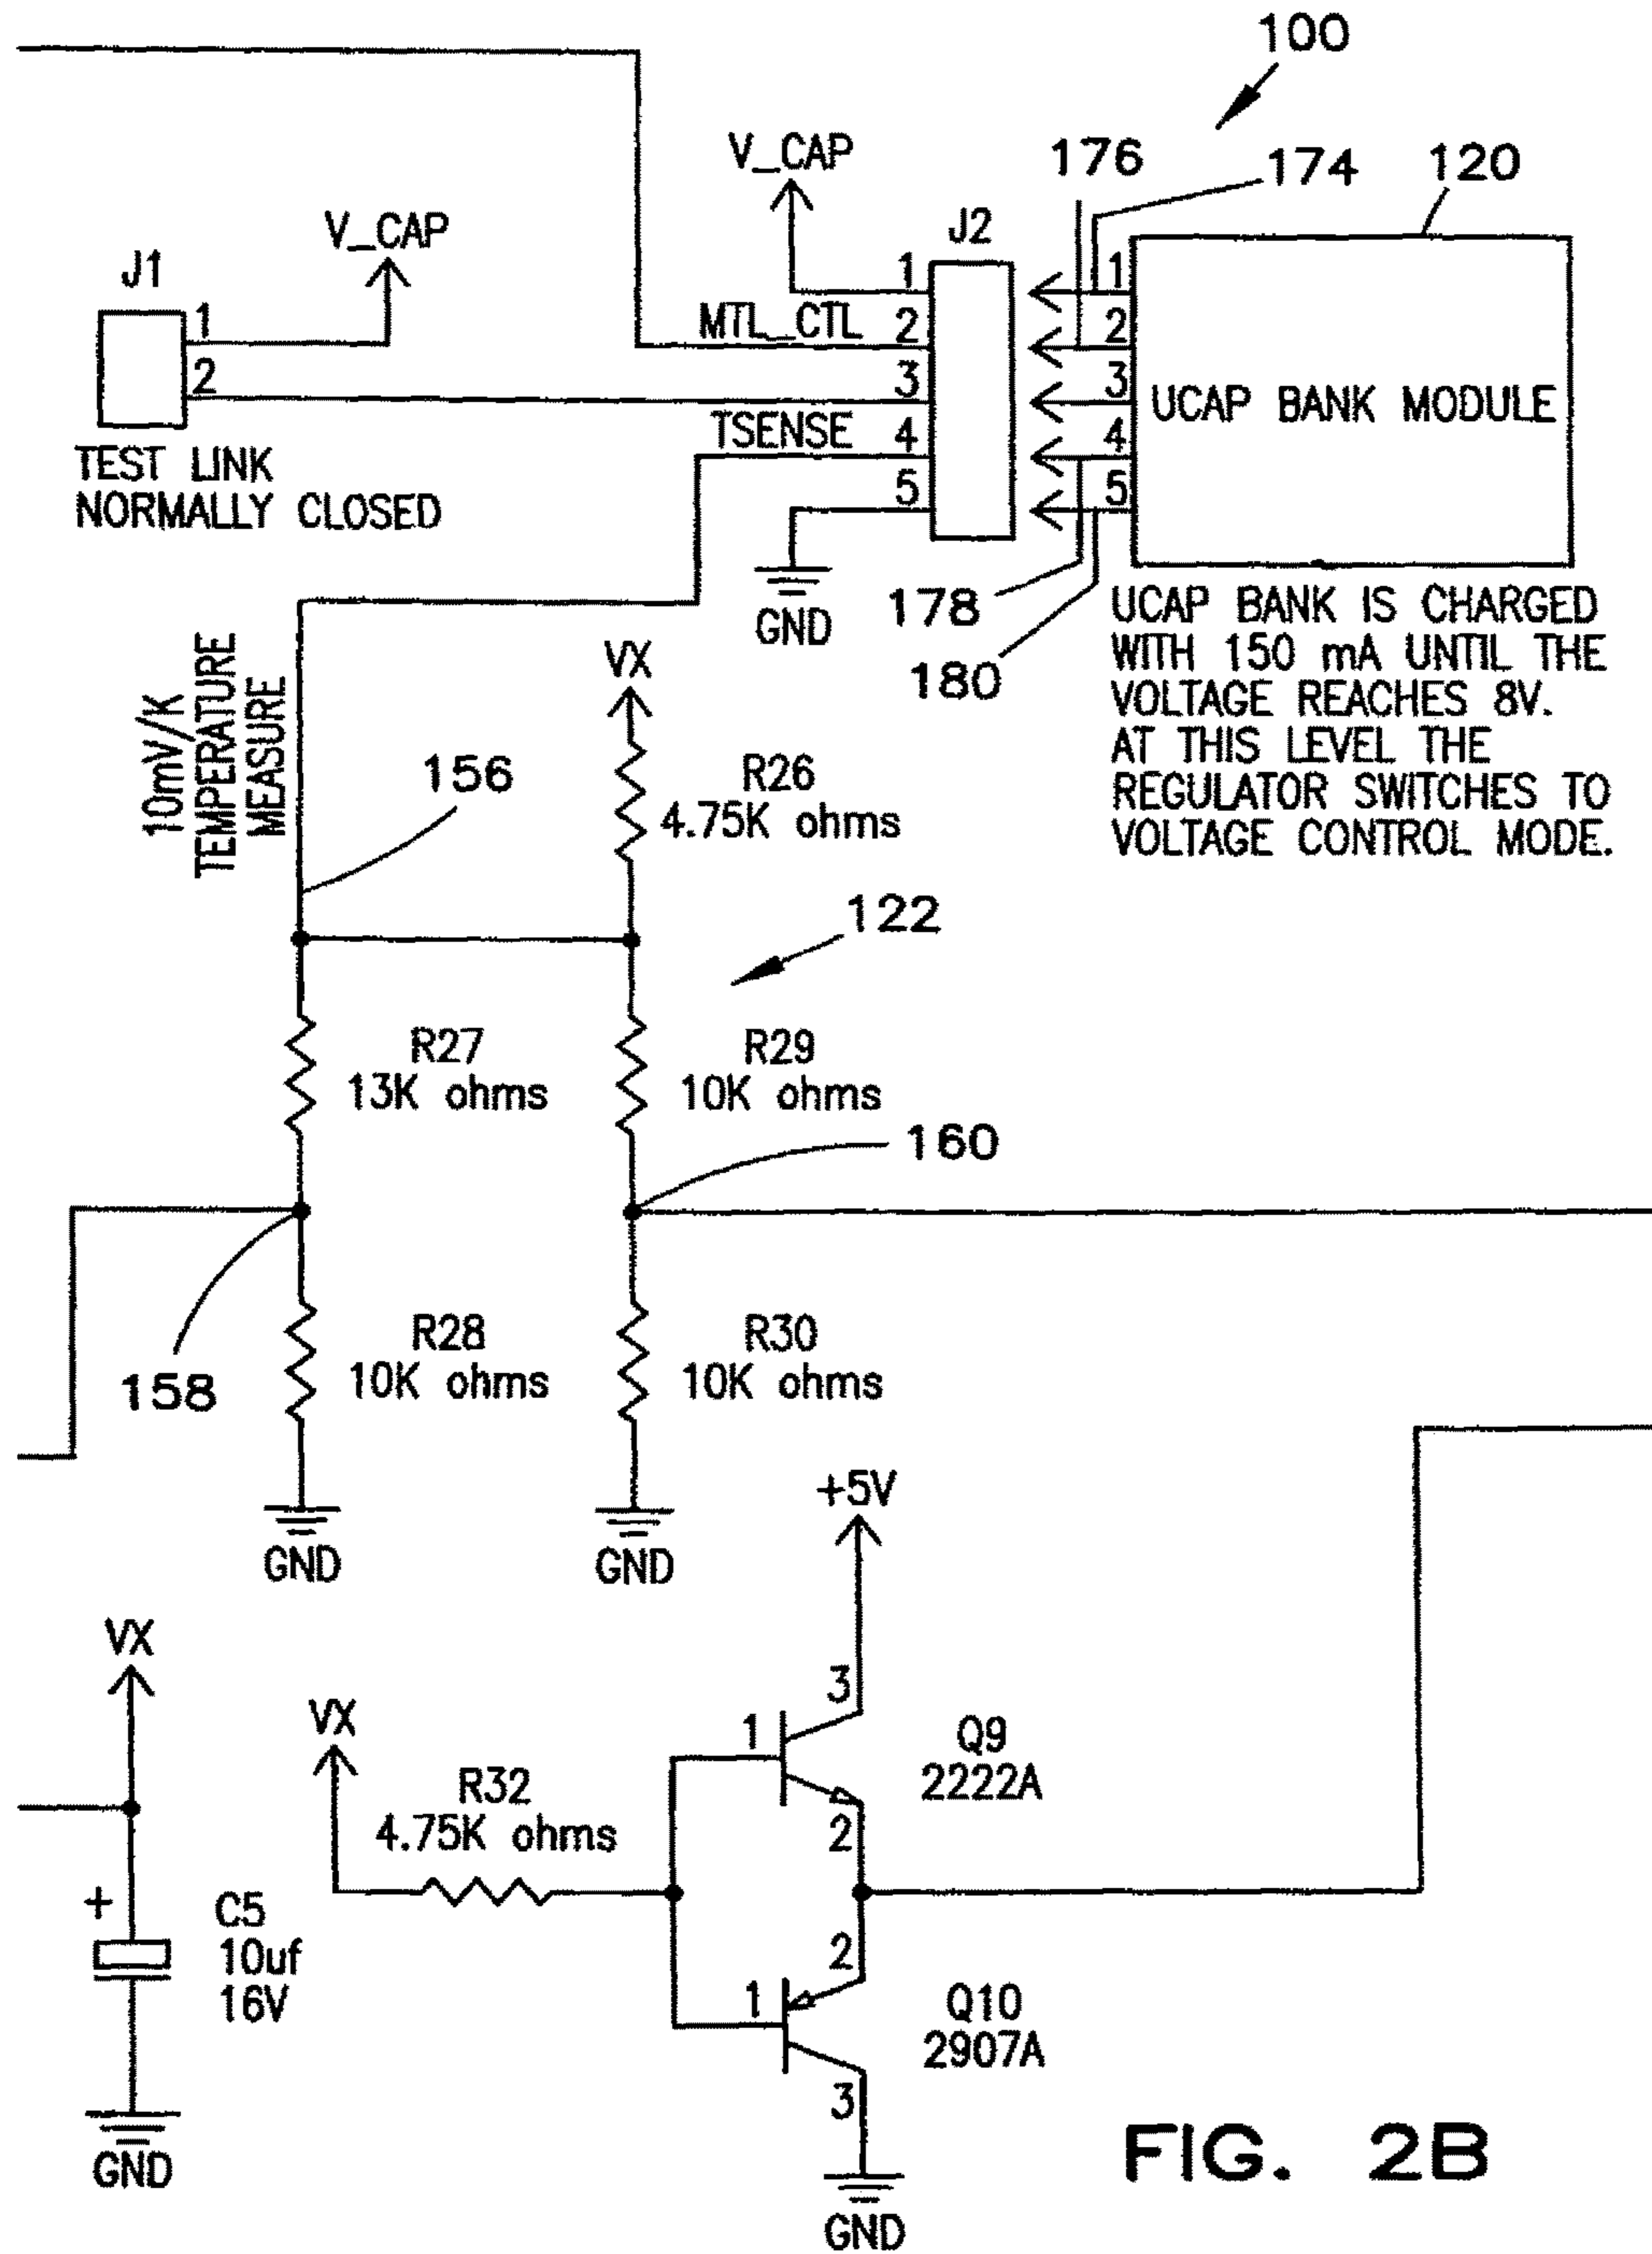 100
V_CAP
176
174
120
V_CAP
J2
J1
1
1
1
MTL_CTL
2
2
2
3
3
UCAP BANK MODULE
TSENSE
4
4
TEST LINK
NORMALLY CLOSED
5
5
GND
178
180
UCAP BANK IS CHARGED
WITH 150 mA UNTIL THE
VOLTAGE REACHES 8V.
AT THIS LEVEL THE
REGULATOR SWITCHES TO
VOLTAGE CONTROL MODE.
10mV/K
TEMPERATURE
MEASURE
VX
156
R26
4.75K ohms
122
R27
13K ohms
R29
10K ohms
160
158
R28
10K ohms
R30
10K ohms
GND
GND
+5V
VX
VX
3
1
Q9
2222A
R32
4.75K ohms
2
+
C5
10uf
16V
2
1
Q10
2907A
3
GND
GND
FIG. 2B